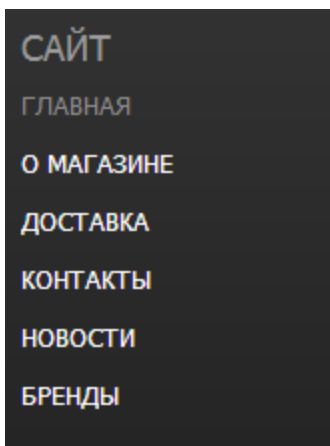 САЙТ
ГЛАВНАЯ
О МАГАЗИНЕ
ДОСТАВКА
КОНТАКТЫ
НОВОСТИ
БРЕНДЫ